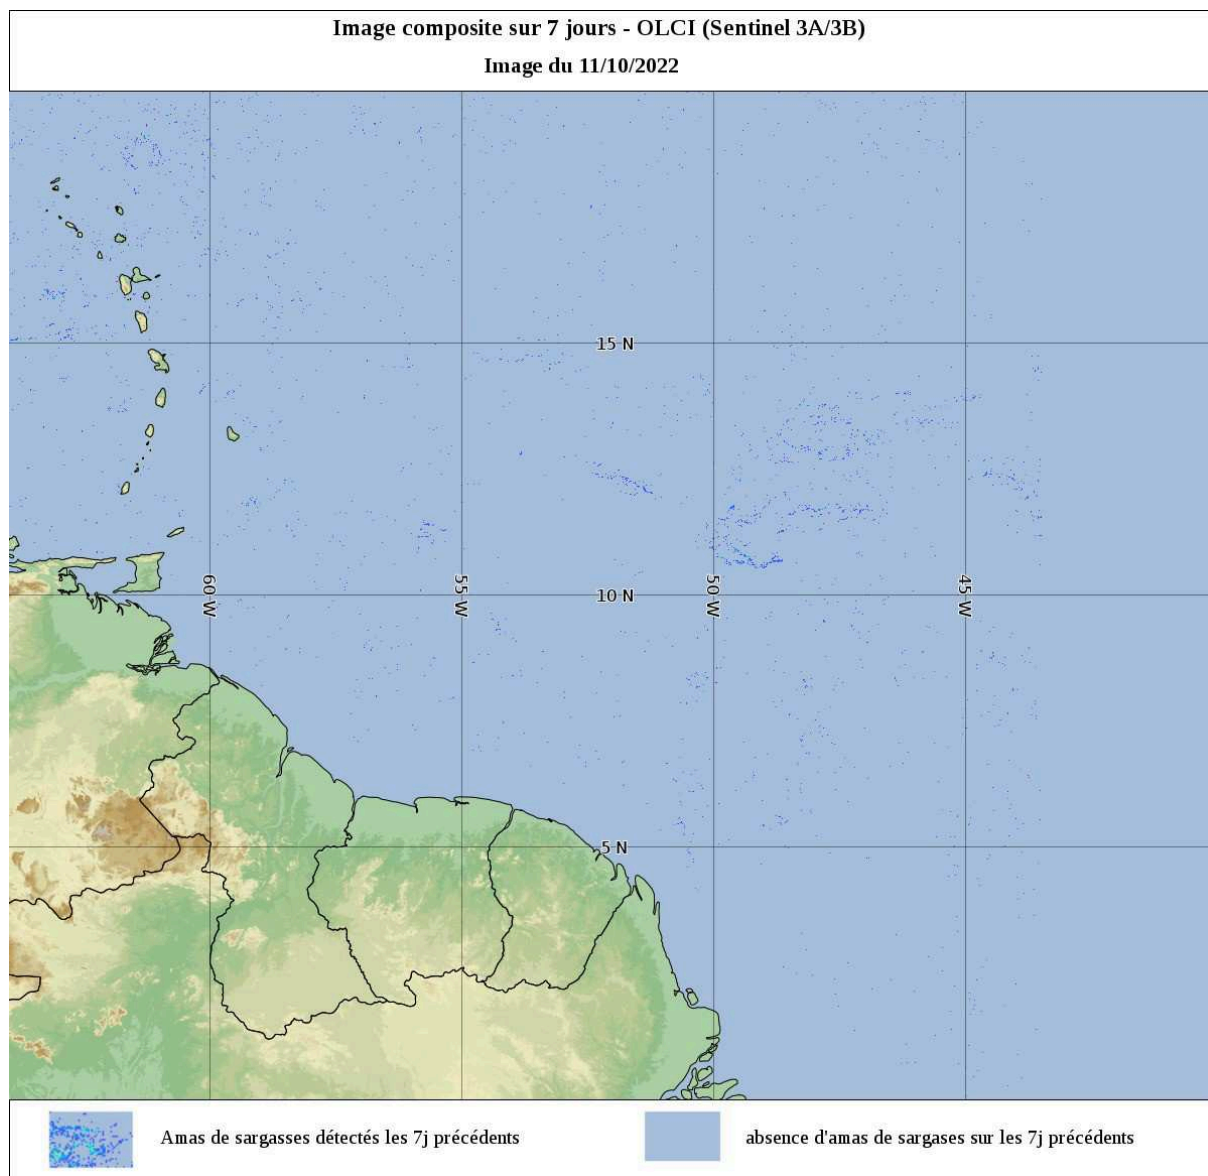 Image composite sur 7 jours - OLCI (Sentinel 3A/3B)
Image du 11/10/2022
15 N
60 W
55 W
10 N
50 W
45 W
5 N
Amas de sargasses détectés les 7j précédents
absence d'amas de sargases sur les 7j précédents